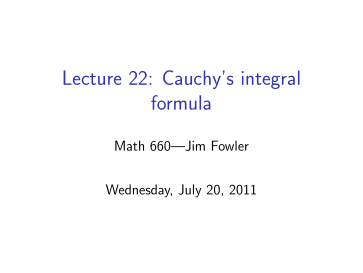 Lecture 22: Cauchy's integral
formula
Math 660—Jim Fowler
Wednesday, July 20, 2011